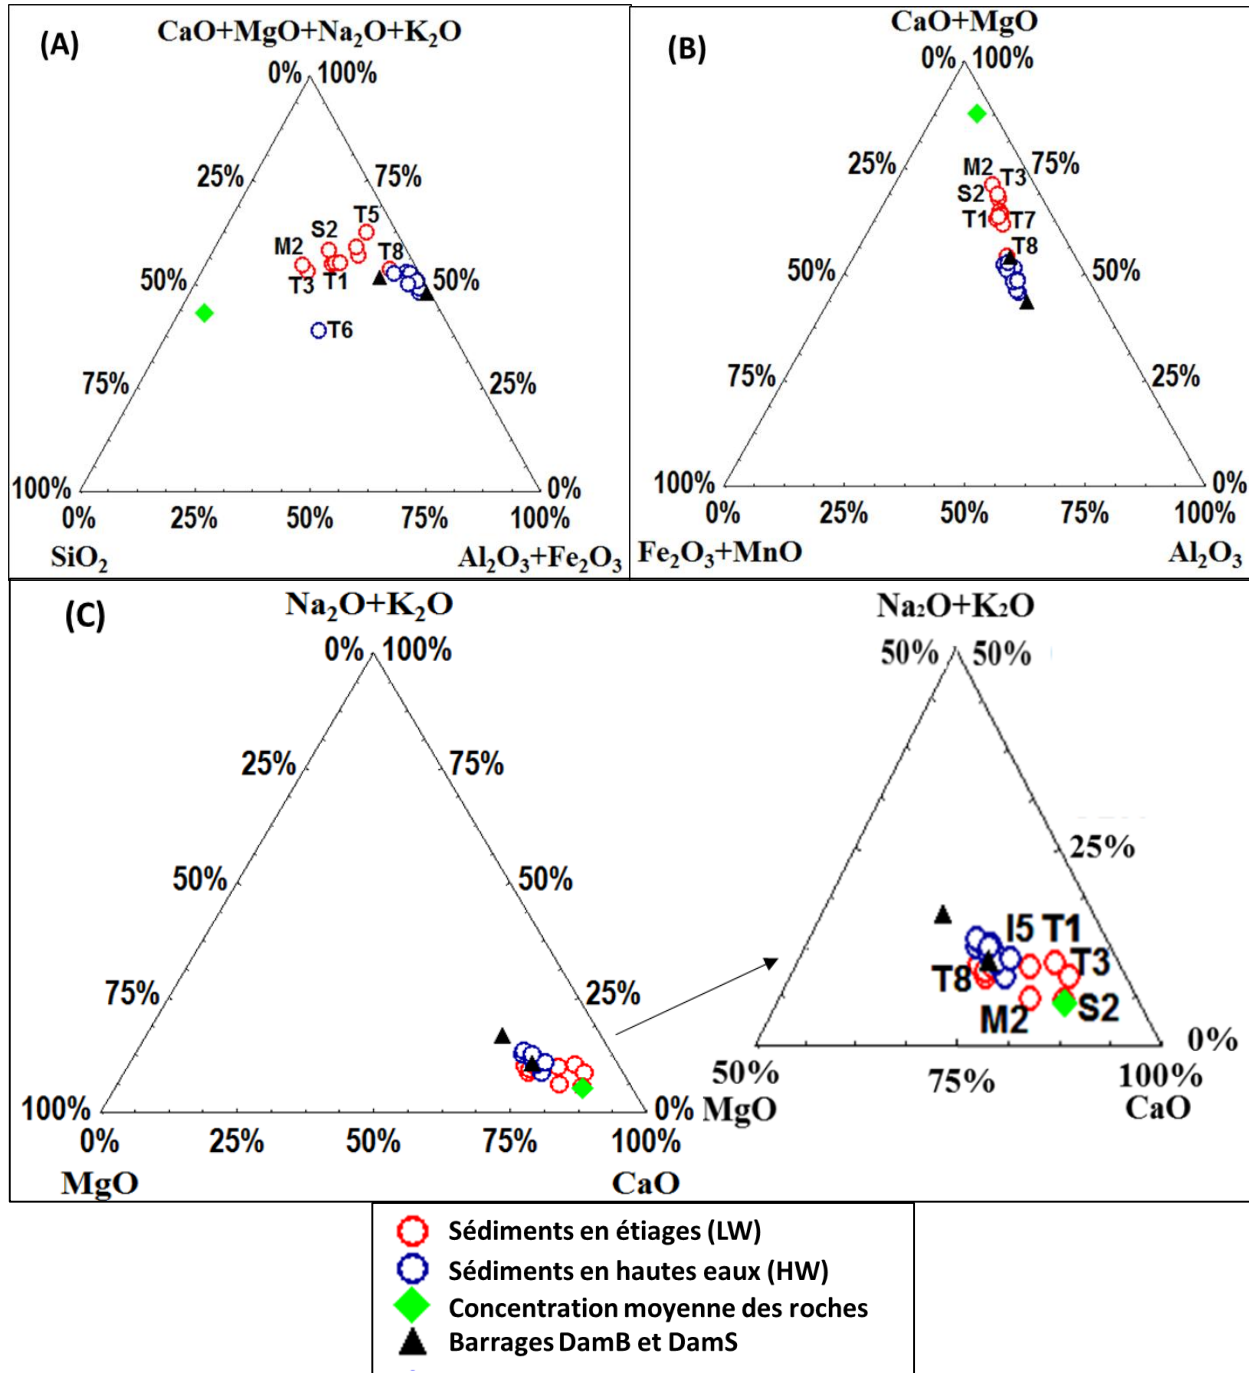 (A)
CaO+MgO+Na₂O+K₂O
0% 100%
25% 75%
T5
S2
M2 T8
T3 T1
50% 50%
T6
75% 25%
100% 0%
0% 25% 50% 75% 100%
SiO₂ Al₂O₃+Fe₂O₃
(B)
CaO+MgO
0% 100%
25% 75%
M2 T3
S2
T1 T7
T8
50% 50%
75% 25%
100% 0%
0% 25% 50% 75% 100%
Fe₂O₃+MnO Al₂O₃
(C)
Na₂O+K₂O
0% 100%
25% 75%
50% 50%
75% 25%
100% 0%
0% 25% 50% 75% 100%
MgO CaO
Na₂O+K₂O
50% 50%
25%
I5 T1
T3
T8
M2 S2
0%
50% 75% 100%
MgO CaO
Sédiments en étiages (LW)
Sédiments en hautes eaux (HW)
Concentration moyenne des roches
Barrages DamB et DamS